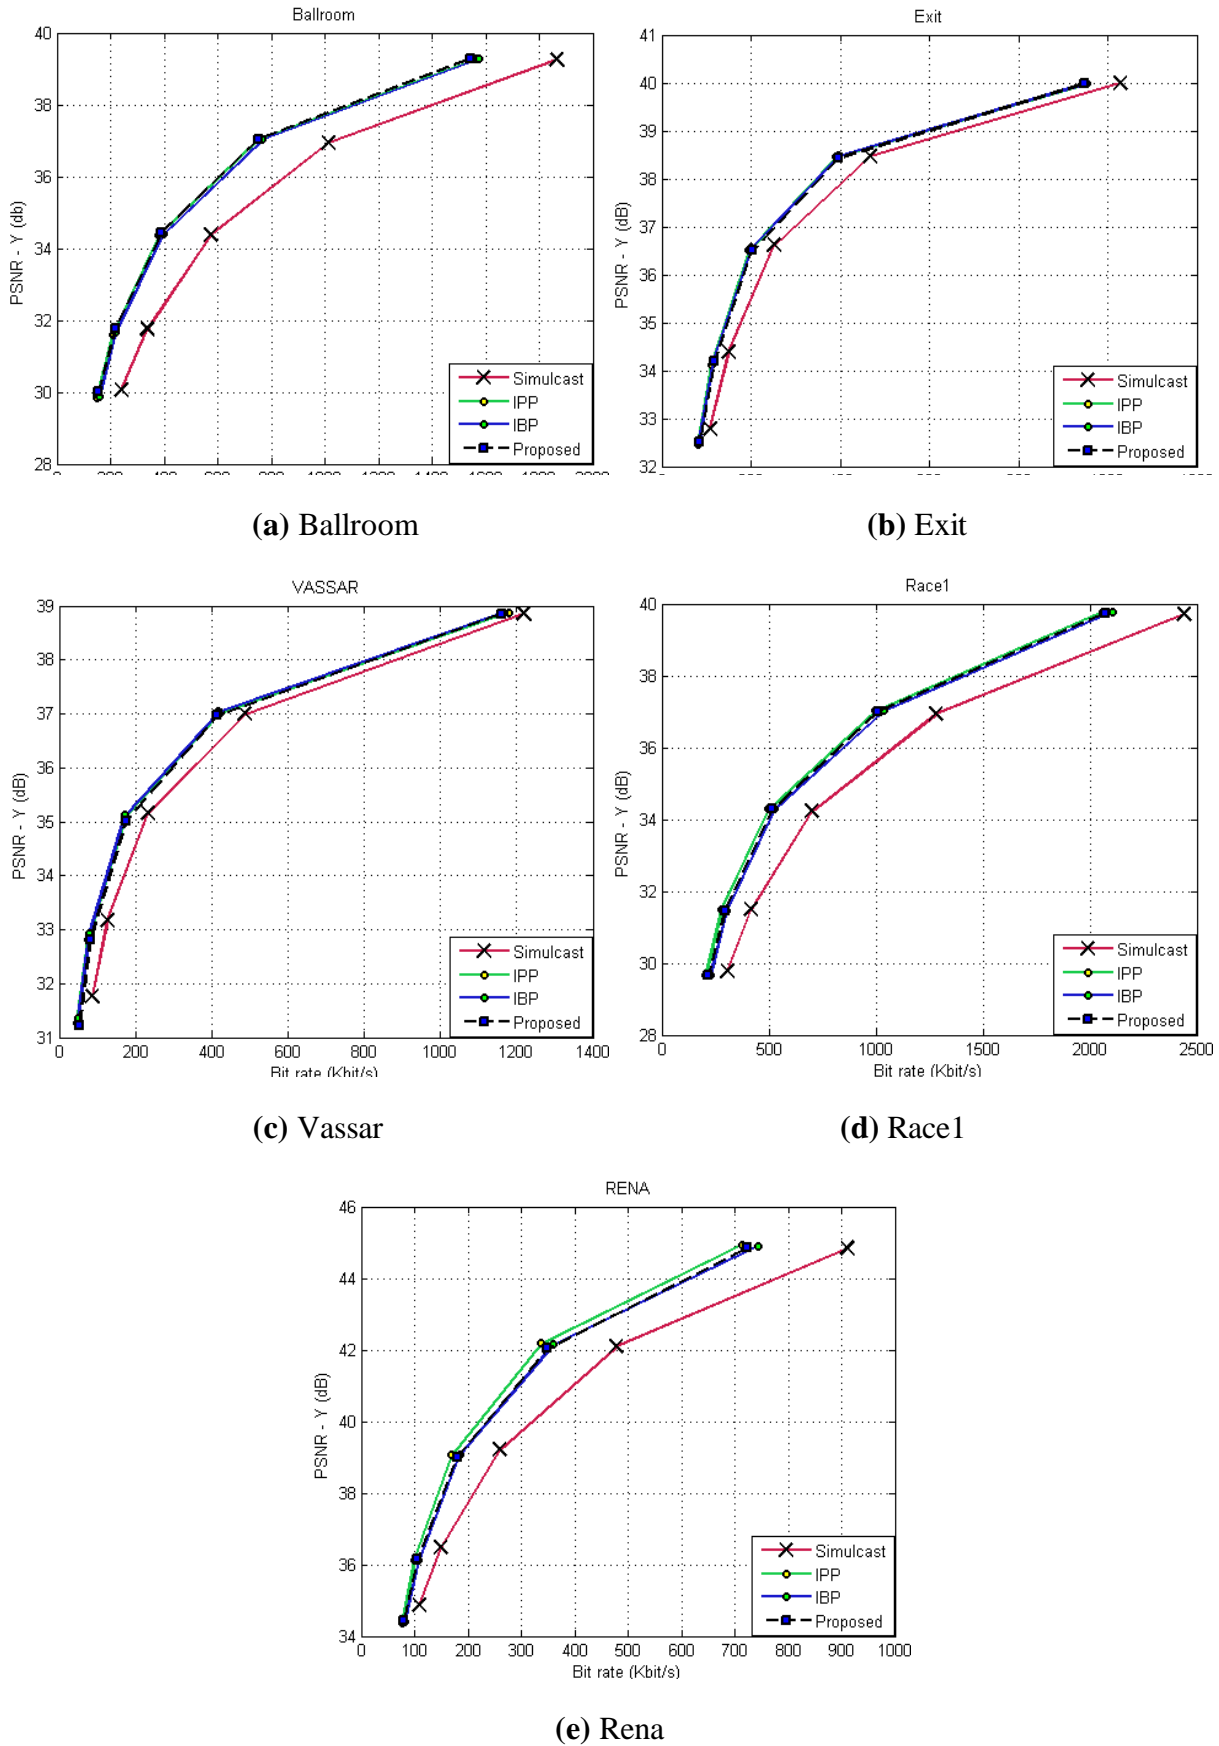 Ballroom
40
38
36
34
32
30
28
PSNR - Y (db)
Simulcast
IPP
IBP
Proposed
(a) Ballroom
Exit
41
40
39
38
37
36
35
34
33
32
PSNR - Y (dB)
Simulcast
IPP
IBP
Proposed
(b) Exit
VASSAR
39
38
37
36
35
34
33
32
31
PSNR - Y (dB)
Simulcast
IPP
IBP
Proposed
0 200 400 600 800 1000 1200 1400
Bit rate (Kbit/s)
(c) Vassar
Race1
40
38
36
34
32
30
28
PSNR - Y (dB)
Simulcast
IPP
IBP
Proposed
0 500 1000 1500 2000 2500
Bit rate (Kbit/s)
(d) Race1
RENA
46
44
42
40
38
36
34
PSNR - Y (dB)
Simulcast
IPP
IBP
Proposed
0 100 200 300 400 500 600 700 800 900 1000
Bit rate (Kbit/s)
(e) Rena